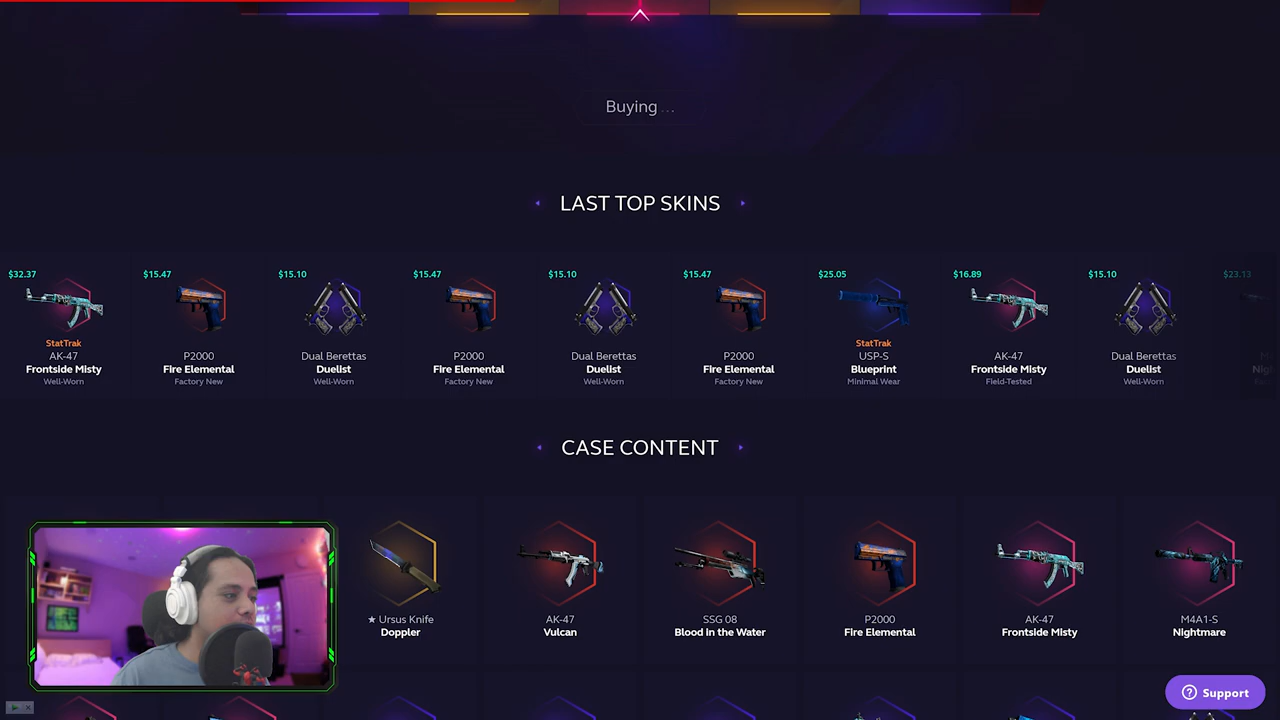 Buying ...
LAST TOP SKINS
$32.37
StatTrak
AK-47
Frontside Misty
Well-Worn
$15.47
P2000
Fire Elemental
Factory New
$15.10
Dual Berettas
Duelist
Well-Worn
$15.47
P2000
Fire Elemental
Factory New
$15.10
Dual Berettas
Duelist
Well-Worn
$15.47
P2000
Fire Elemental
Factory New
$25.05
StatTrak
USP-S
Blueprint
Minimal Wear
$16.89
AK-47
Frontside Misty
Field-Tested
$15.10
Dual Berettas
Duelist
Well-Worn
$23.13
CASE CONTENT
★ Ursus Knife
Doppler
AK-47
Vulcan
SSG 08
Blood in the Water
P2000
Fire Elemental
AK-47
Frontside Misty
M4A1-S
Nightmare
Support